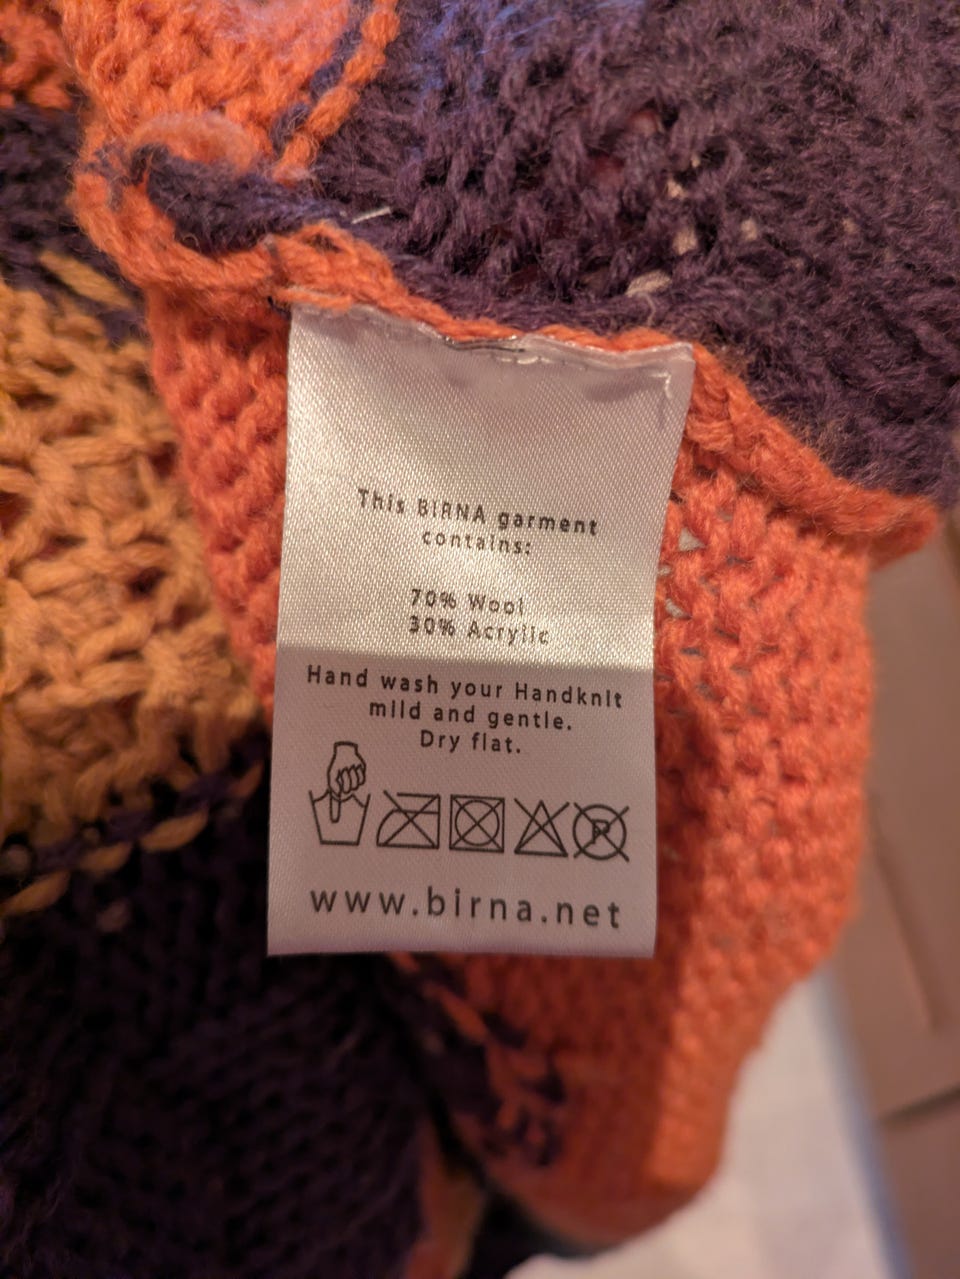 This BIRNA garment
contains:
70% Wool
30% Acrylic
Hand wash your Handknit
mild and gentle.
Dry flat.
P
www.birna.net